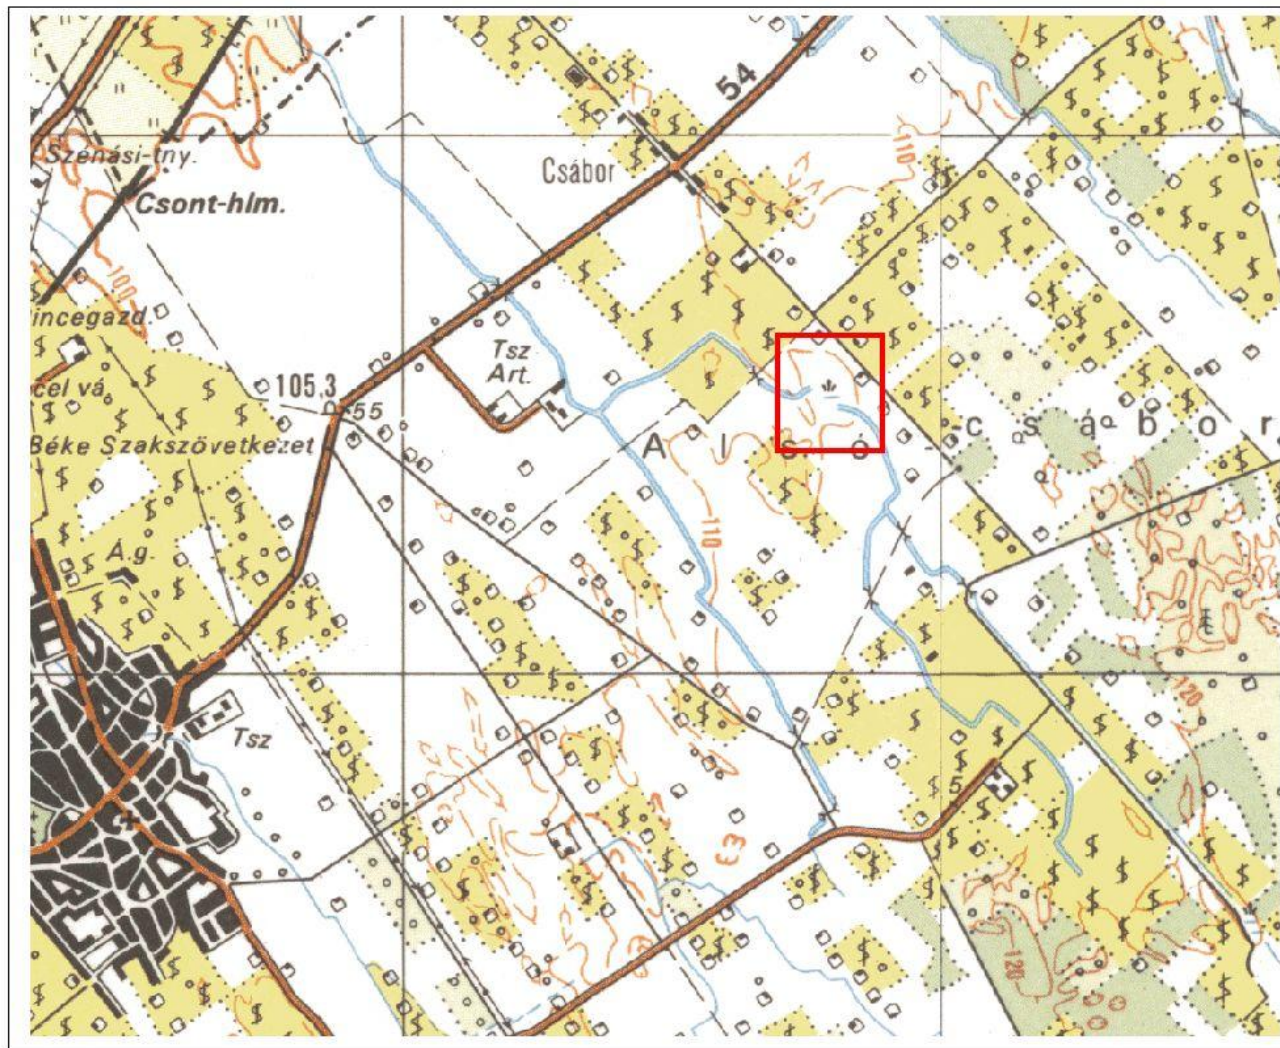 54
110
Szénási-tny.
Csábor
Csont-hlm.
100
incegazd.
Tsz
Art.
105,3
55
cel vá.
Béke Szakszövetkezet
A l s ó - c s á b o r
110
Á.g.
120
Tsz
5
120